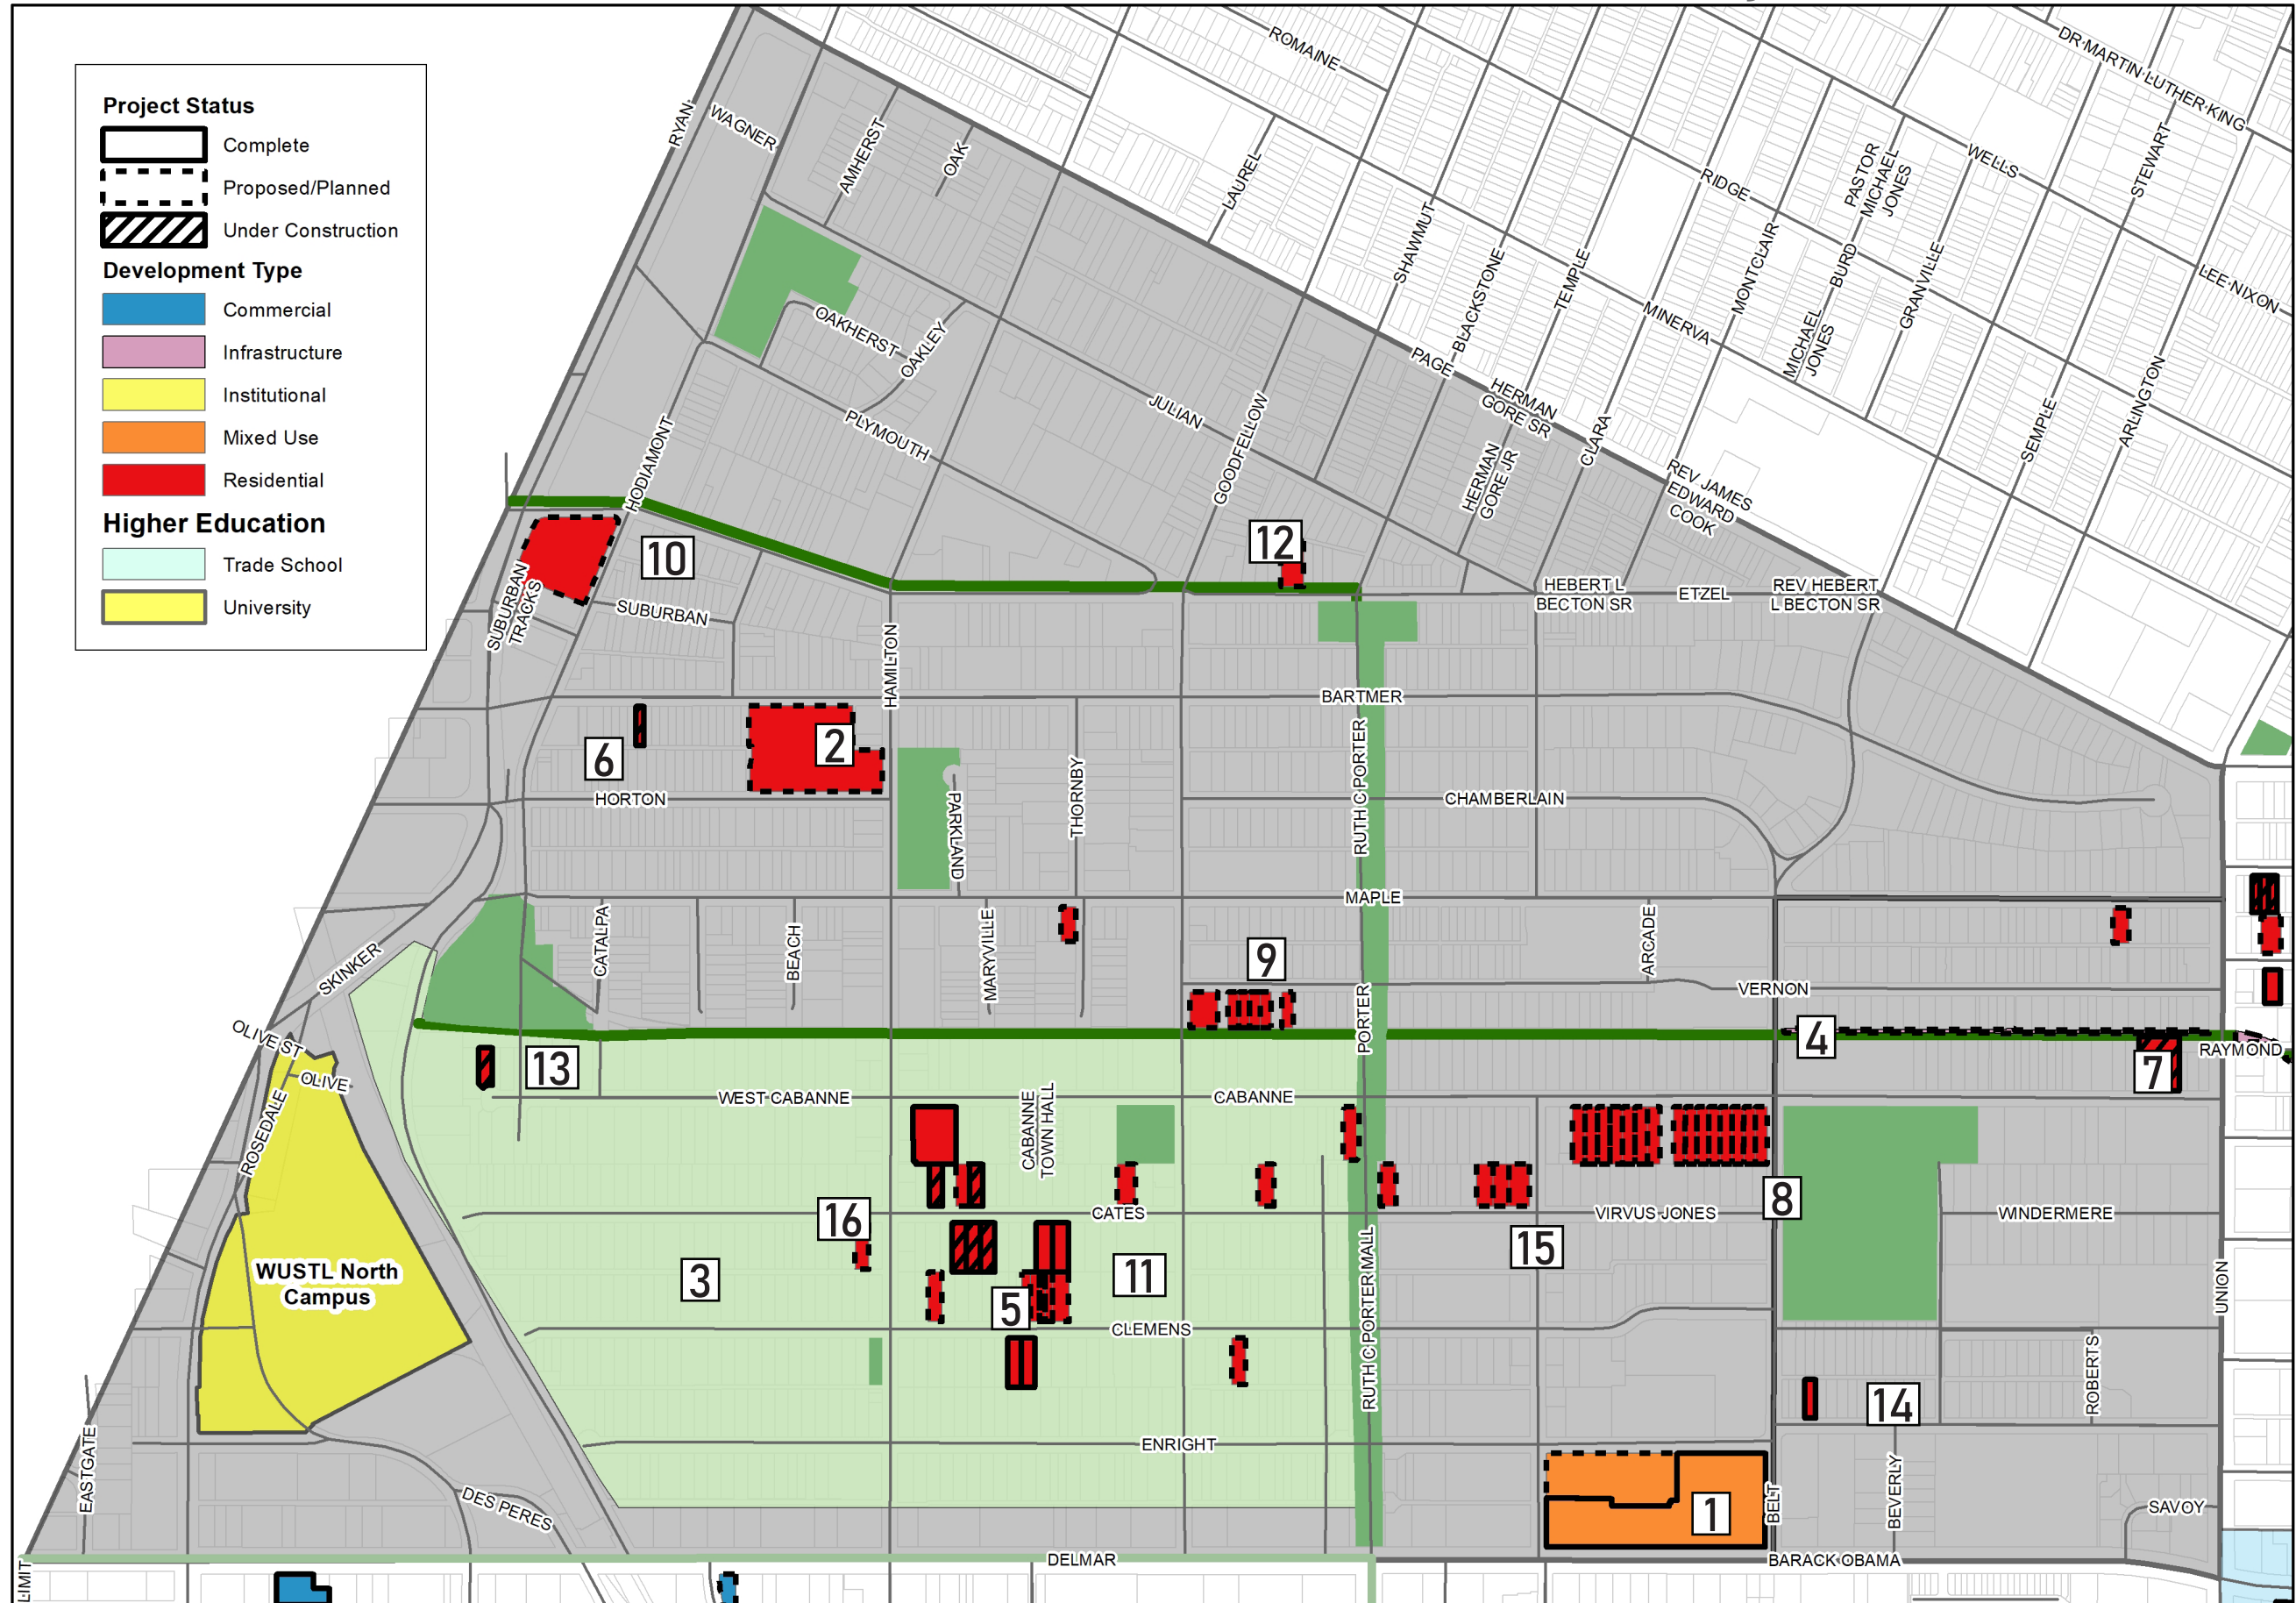 Project Status
Complete
Proposed/Planned
Under Construction
Development Type
Commercial
Infrastructure
Institutional
Mixed Use
Residential
Higher Education
Trade School
University
ROMAINE
DR MARTIN LUTHER KING
RYAN
WAGNER
AMHERST
OAK
LAUREL
RIDGE
PASTOR
MICHAEL
JONES
WELLS
STEWART
SHAWMUT
BLACKSTONE
TEMPLE
MONTCLAIR
BURD
GRANVILLE
LEE NIXON
OAKHERST
OAKLEY
MINERVA
MICHAEL
JONES
PAGE
HERMAN
GORE SR
JULIAN
PLYMOUTH
HODIAMONT
GOODFELLOW
HERMAN
GORE JR
CLARA
SEMPLE
ARLINGTON
REV JAMES
EDWARD
COOK
12
10
SUBURBAN
TRACKS
SUBURBAN
HEBERT L
BECTON SR
ETZEL
REV HEBERT
L BECTON SR
HAMILTON
BARTMER
6
2
RUTH C PORTER
THORNBY
PARKLAND
HORTON
CHAMBERLAIN
MAPLE
CATALPA
BEACH
MARYVILLE
ARCADE
9
SKINKER
VERNON
PORTER
OLIVE ST
4
RAYMOND
7
13
OLIVE
ROSEDALE
WEST CABANNE
CABANNE
TOWN HALL
CABANNE
8
16
CATES
VIRVUS JONES
WINDERMERE
15
WUSTL North
Campus
3
11
5
RUTH C PORTER MALL
UNION
CLEMENS
ROBERTS
14
ENRIGHT
EASTGATE
DES PERES
1
BELT
BEVERLY
SAVOY
LIMIT
DELMAR
BARACK OBAMA